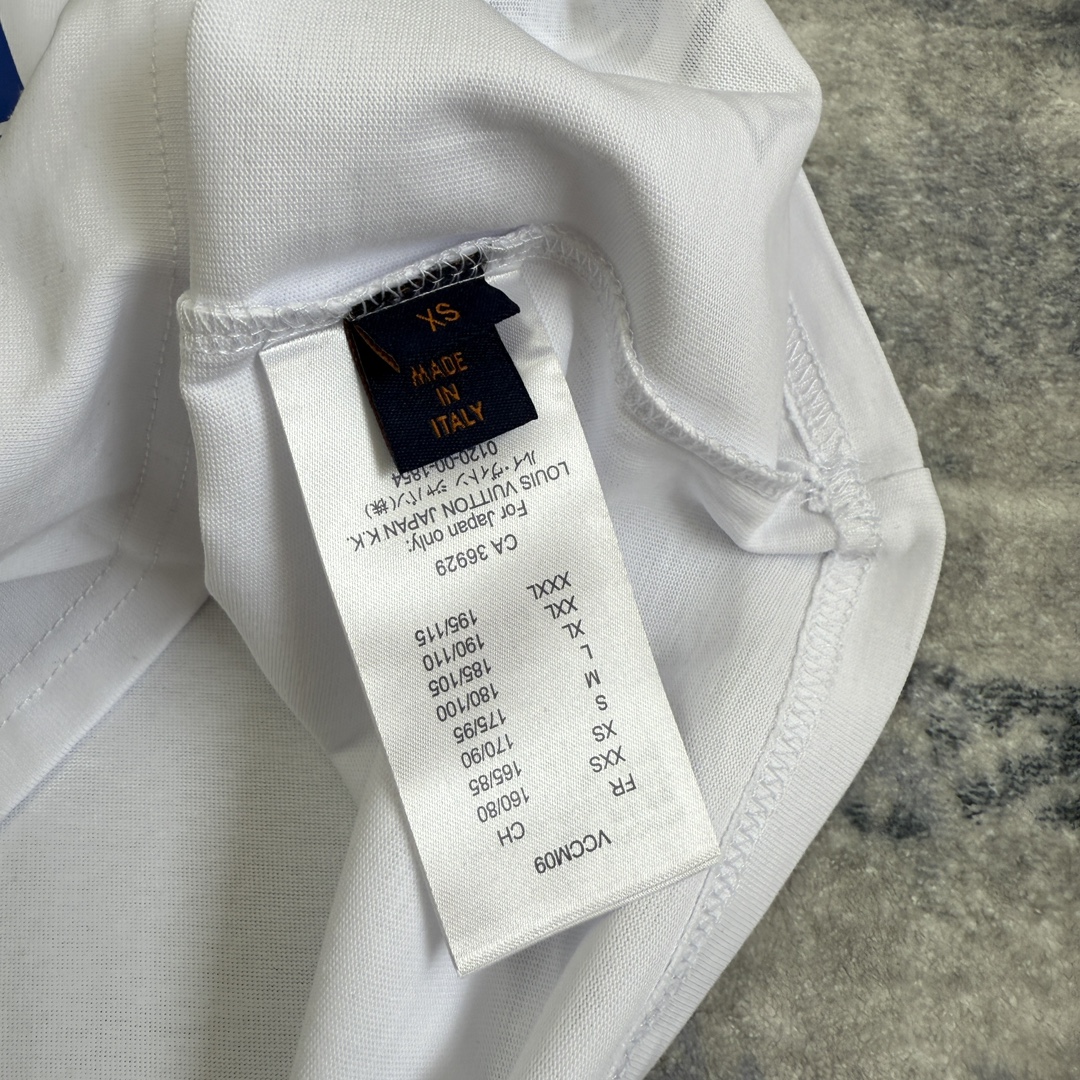 XS
MADE
IN
ITALY
VCCM09
FR CH
XXS 160/80
XS 165/85
S 170/90
M 175/95
L 180/100
XL 185/105
XXL 190/110
XXXL 195/115
CA 36929
For Japan only:
LOUIS VUITTON JAPAN K.K.
ルイ・ヴィトン ジャパン(株)
0120-00-1854